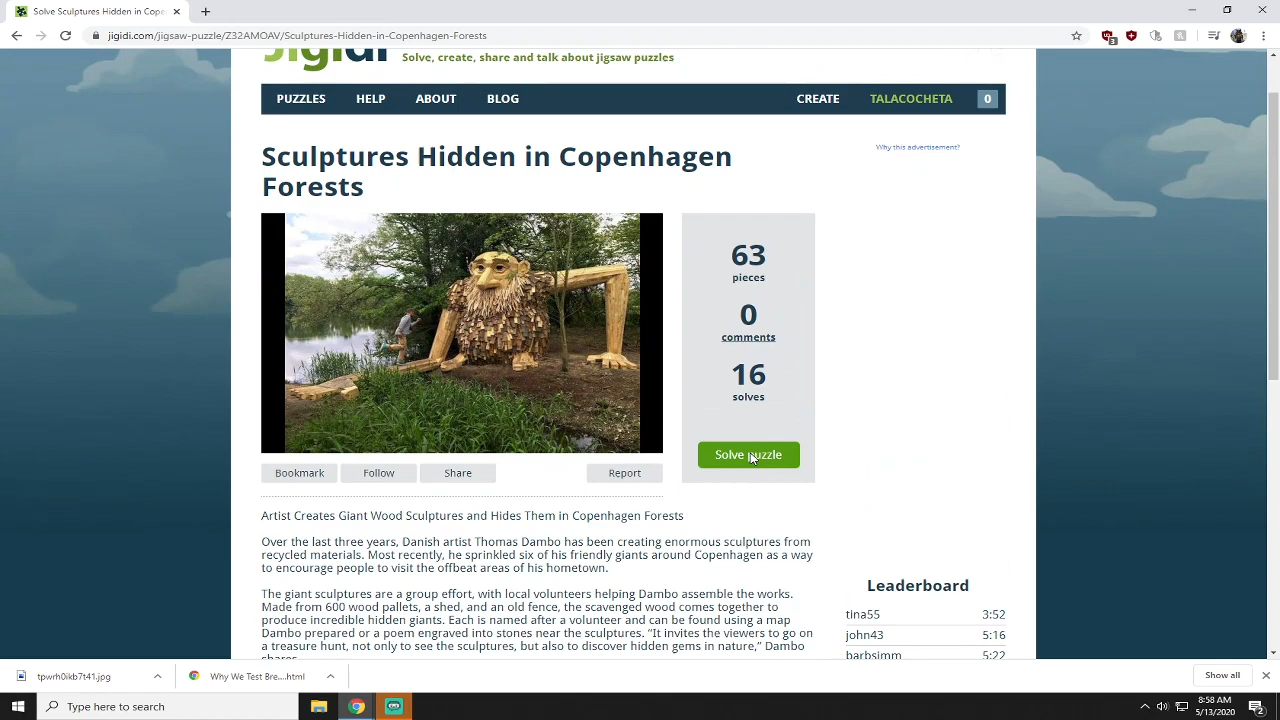 Solve Sculptures Hidden in Cope
jigidi.com/jigsaw-puzzle/Z32AMOAV/Sculptures-Hidden-in-Copenhagen-Forests
3
jigidi
Solve, create, share and talk about jigsaw puzzles
PUZZLES HELP ABOUT BLOG CREATE TALACOCHETA 0
Sculptures Hidden in Copenhagen
Forests
Why this advertisement?
63
pieces
0
comments
16
solves
Solve puzzle
Bookmark Follow Share Report
Artist Creates Giant Wood Sculptures and Hides Them in Copenhagen Forests
Over the last three years, Danish artist Thomas Dambo has been creating enormous sculptures from
recycled materials. Most recently, he sprinkled six of his friendly giants around Copenhagen as a way
to encourage people to visit the offbeat areas of his hometown.
The giant sculptures are a group effort, with local volunteers helping Dambo assemble the works.
Made from 600 wood pallets, a shed, and an old fence, the scavenged wood comes together to
produce incredible hidden giants. Each is named after a volunteer and can be found using a map
Dambo prepared or a poem engraved into stones near the sculptures. “It invites the viewers to go on
a treasure hunt, not only to see the sculptures, but also to discover hidden gems in nature,” Dambo
shares.
Leaderboard
tina55 3:52
john43 5:16
barbsimm 5:22
tpwrh0ikb7t41.jpg
Why We Test Bre....html
Show all
Type here to search
8:58 AM
5/13/2020
2